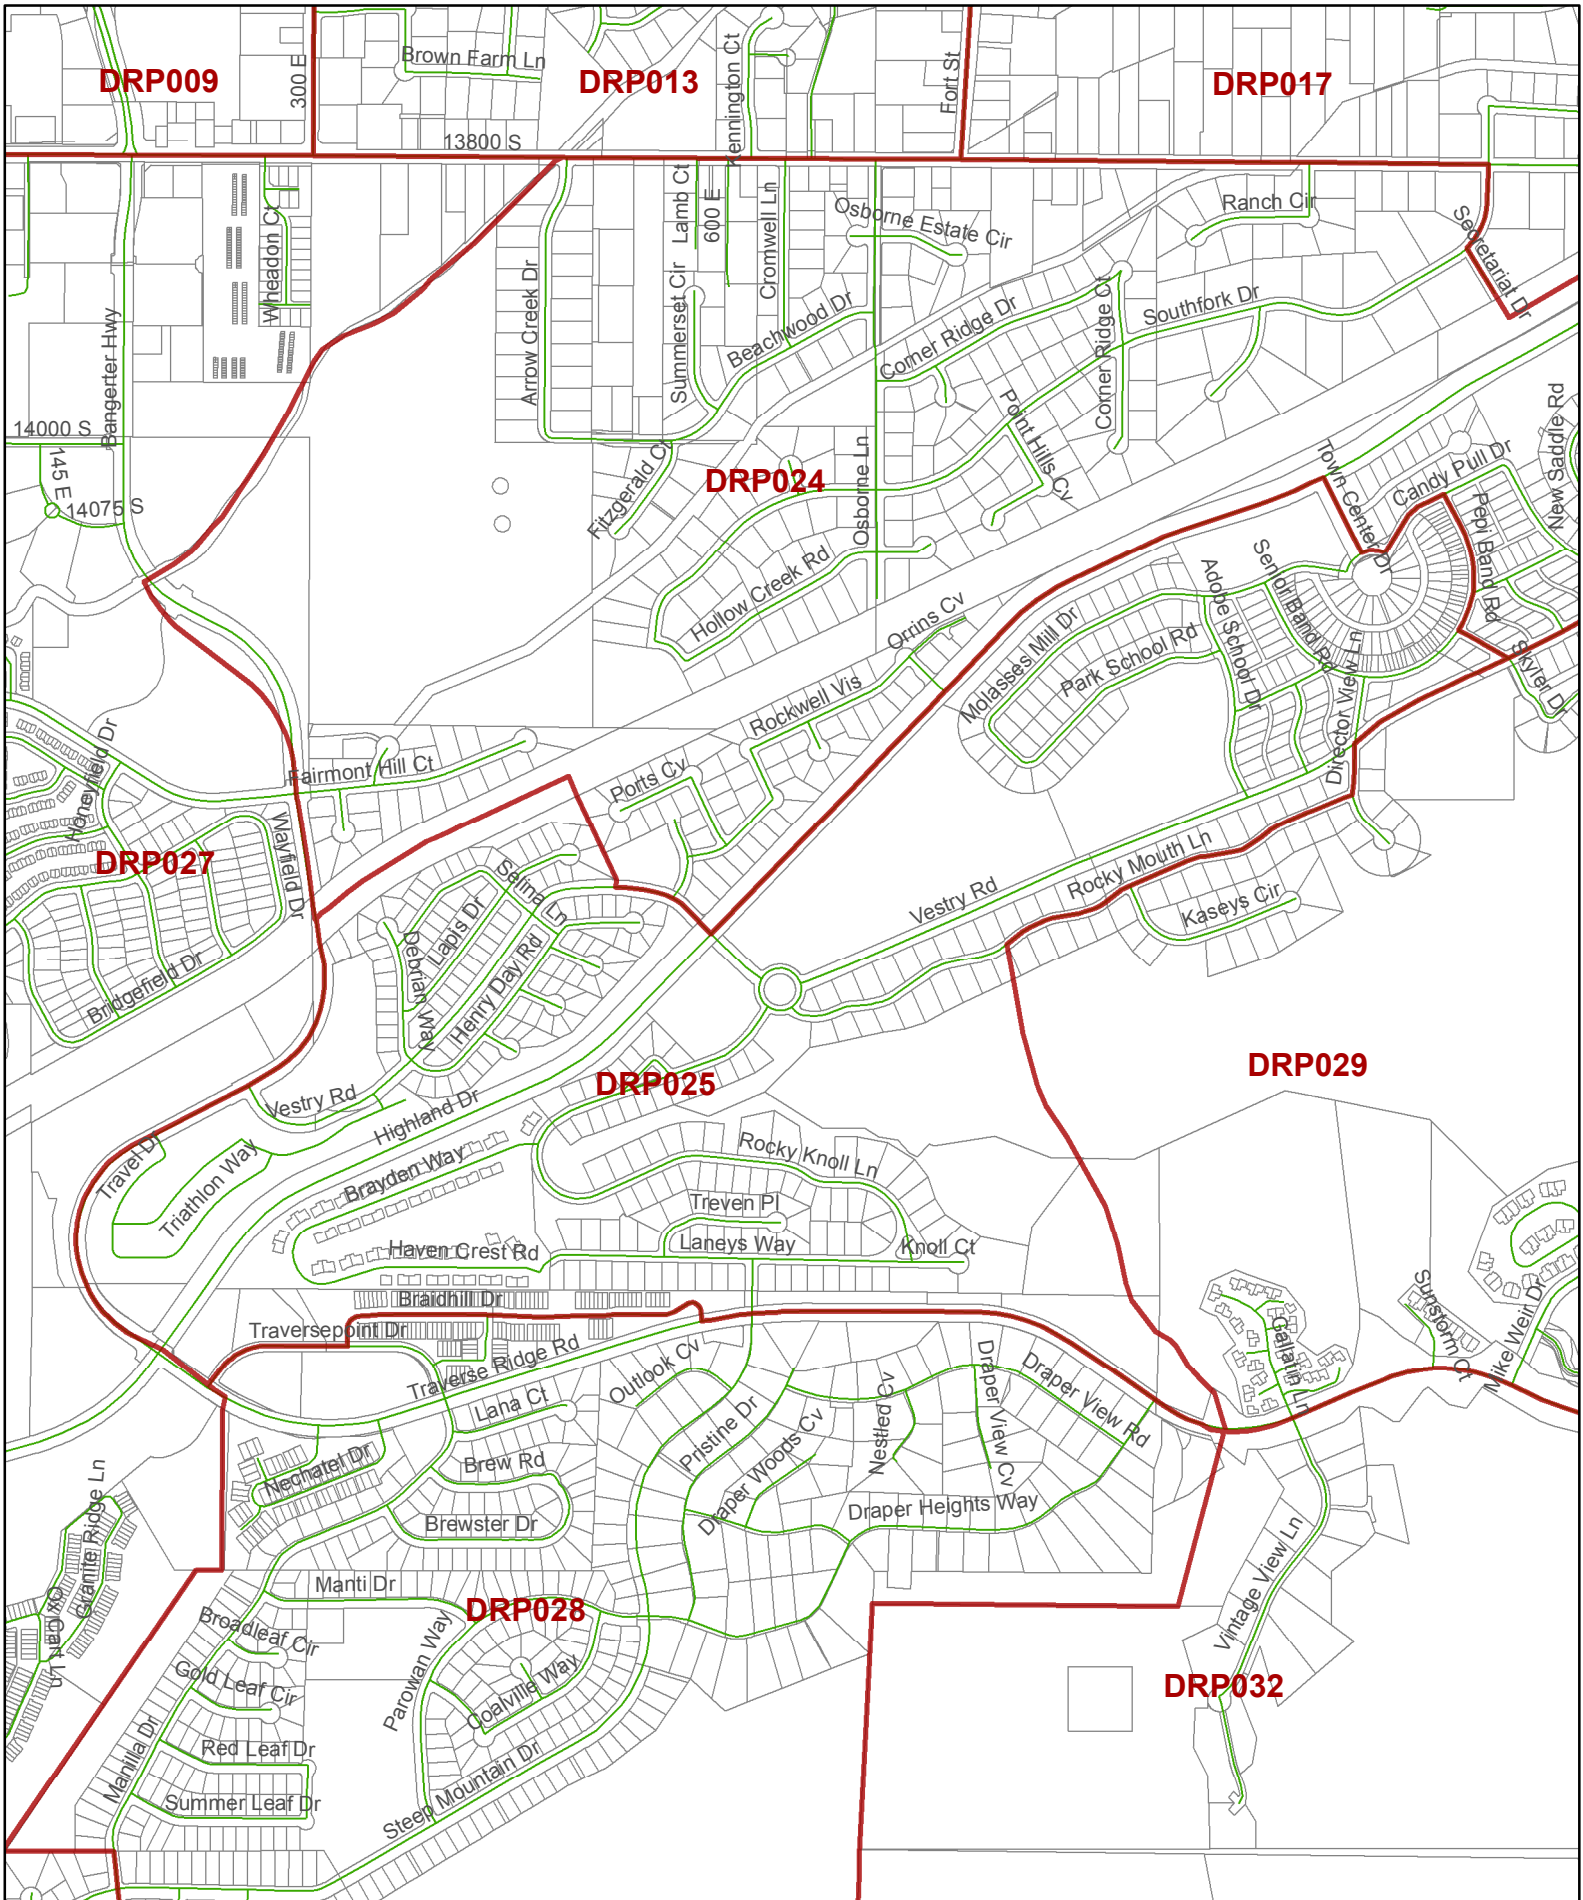 Brown Farm Ln
DRP009
DRP013
DRP017
300 E
Kennington Ct
Fort St
13800 S
Lamb Ct
600 E
Cromwell Ln
Wheadon Ct
Osborne Estate Cir
Ranch Cir
Secretariat Dr
Bangerter Hwy
Arrow Creek Dr
Summerset Cir
Beachwood Dr
Corner Ridge Dr
Corner Ridge Ct
Southfork Dr
14000 S
145 E
14075 S
Fitzgerald Ct
DRP024
Osborne Ln
Point Hills Cv
Town Center Dr
Candy Pull Dr
New Saddle Rd
Pepi Band Rd
Hollow Creek Rd
Orrins Cv
Adobe School Dr
Senior Band Rd
Molasses Mill Dr
Park School Rd
Director View Ln
Skyler Dr
Rockwell Vis
Honeyfield Dr
Fairmont Hill Ct
Ports Cv
DRP027
Wayfield Dr
Selina Ln
Lapis Dr
Debrian Way
Henry Day Rd
Vestry Rd
Rocky Mouth Ln
Kaseys Cir
Bridgefield Dr
DRP025
DRP029
Vestry Rd
Highland Dr
Travel Dr
Triathlon Way
Brayden Way
Rocky Knoll Ln
Treven Pl
Laneys Way
Knoll Ct
Haven Crest Rd
Braidhill Dr
Traversepoint Dr
Traverse Ridge Rd
Outlook Cv
Lana Ct
Pristine Dr
Nestled Cv
Draper View Cv
Draper View Rd
Gallatin Ln
Sunstorm Ct
Mike Weir Dr
Draper Woods Cv
Draper Heights Way
Nechatel Dr
Brew Rd
Brewster Dr
Granite Ridge Ln
Manti Dr
DRP028
Broadleaf Cir
Gold Leaf Cir
Parowan Way
Coalville Way
Vintage View Ln
DRP032
Manilla Dr
Red Leaf Dr
Summer Leaf Dr
Steep Mountain Dr